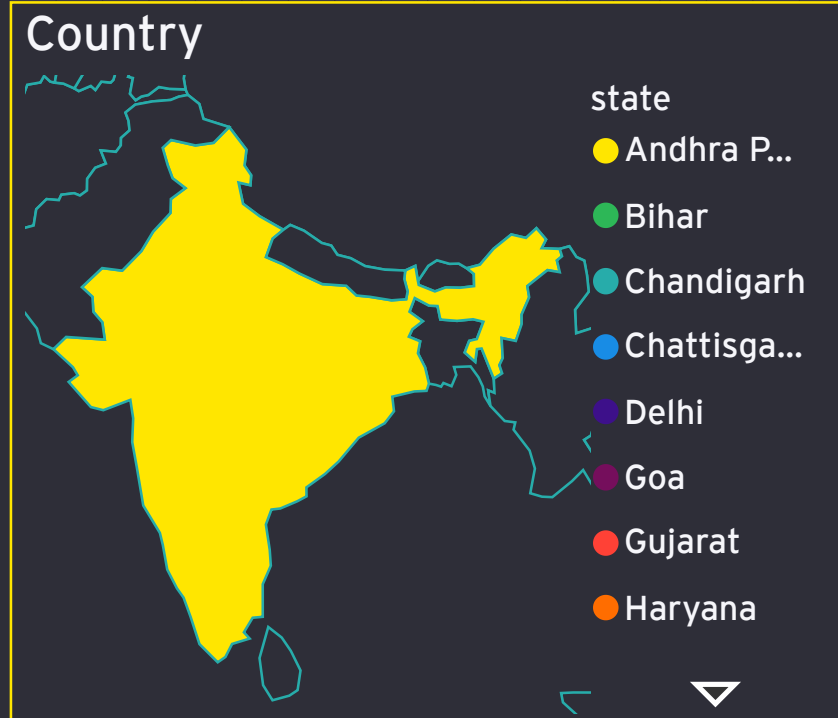 Country
state
Andhra P...
Bihar
Chandigarh
Chattisga...
Delhi
Goa
Gujarat
Haryana